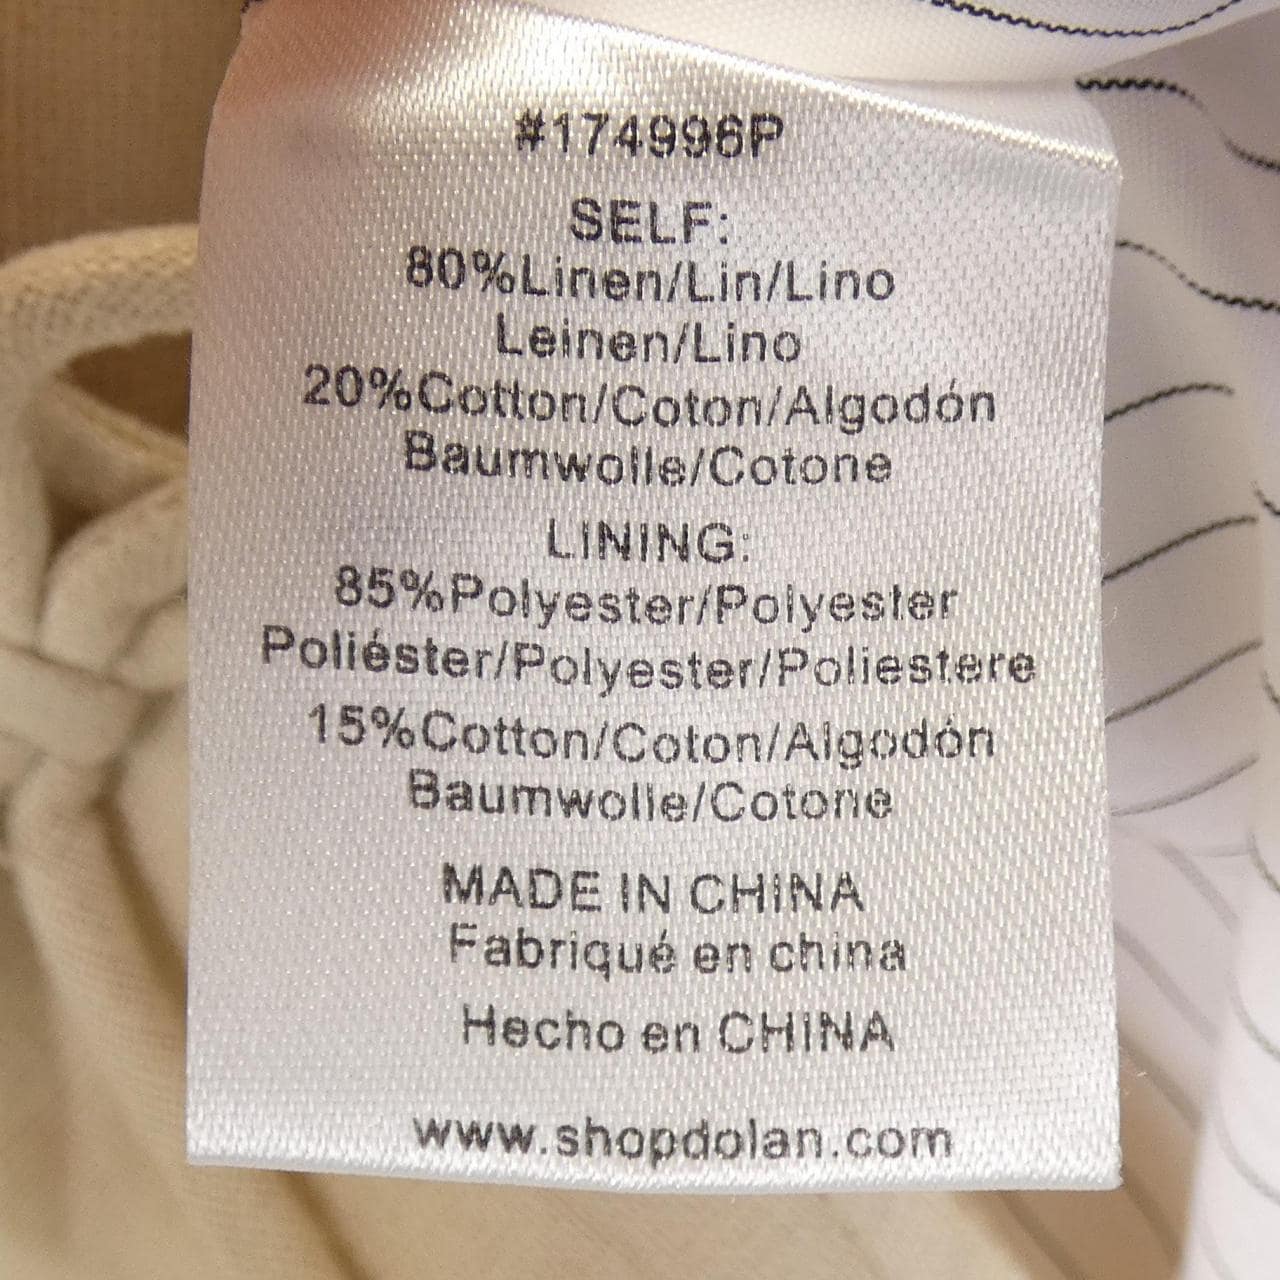 #174996P
SELF:
80%Linen/Lin/Lino
Leinen/Lino
20%Cotton/Coton/Algodón
Baumwolle/Cotone
LINING:
85%Polyester/Polyester
Poliéster/Polyester/Poliestere
15%Cotton/Coton/Algodón
Baumwolle/Cotone
MADE IN CHINA
Fabriqué en china
Hecho en CHINA
www.shopdolan.com